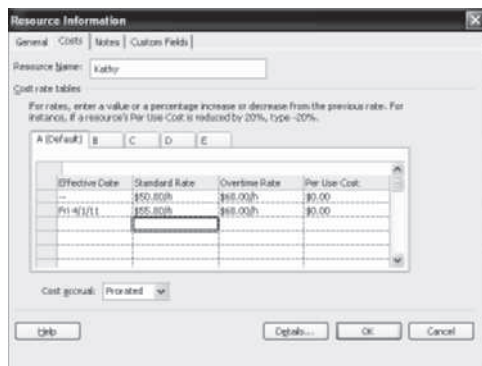 Resource Information
General Costs Notes Custom Fields
Resource Name: Kathy
Cost rate tables
For rates, enter a value or a percentage increase or decrease from the previous rate. For
instance, if a resource's Per Use Cost is reduced by 20%, type -20%.
A (Default) B C D E
Effective Date Standard Rate Overtime Rate Per Use Cost
-- $50.00/h $60.00/h $0.00
Fri 4/1/11 $55.00/h $60.00/h $0.00
Cost accrual: Prorated
Help Details... OK Cancel